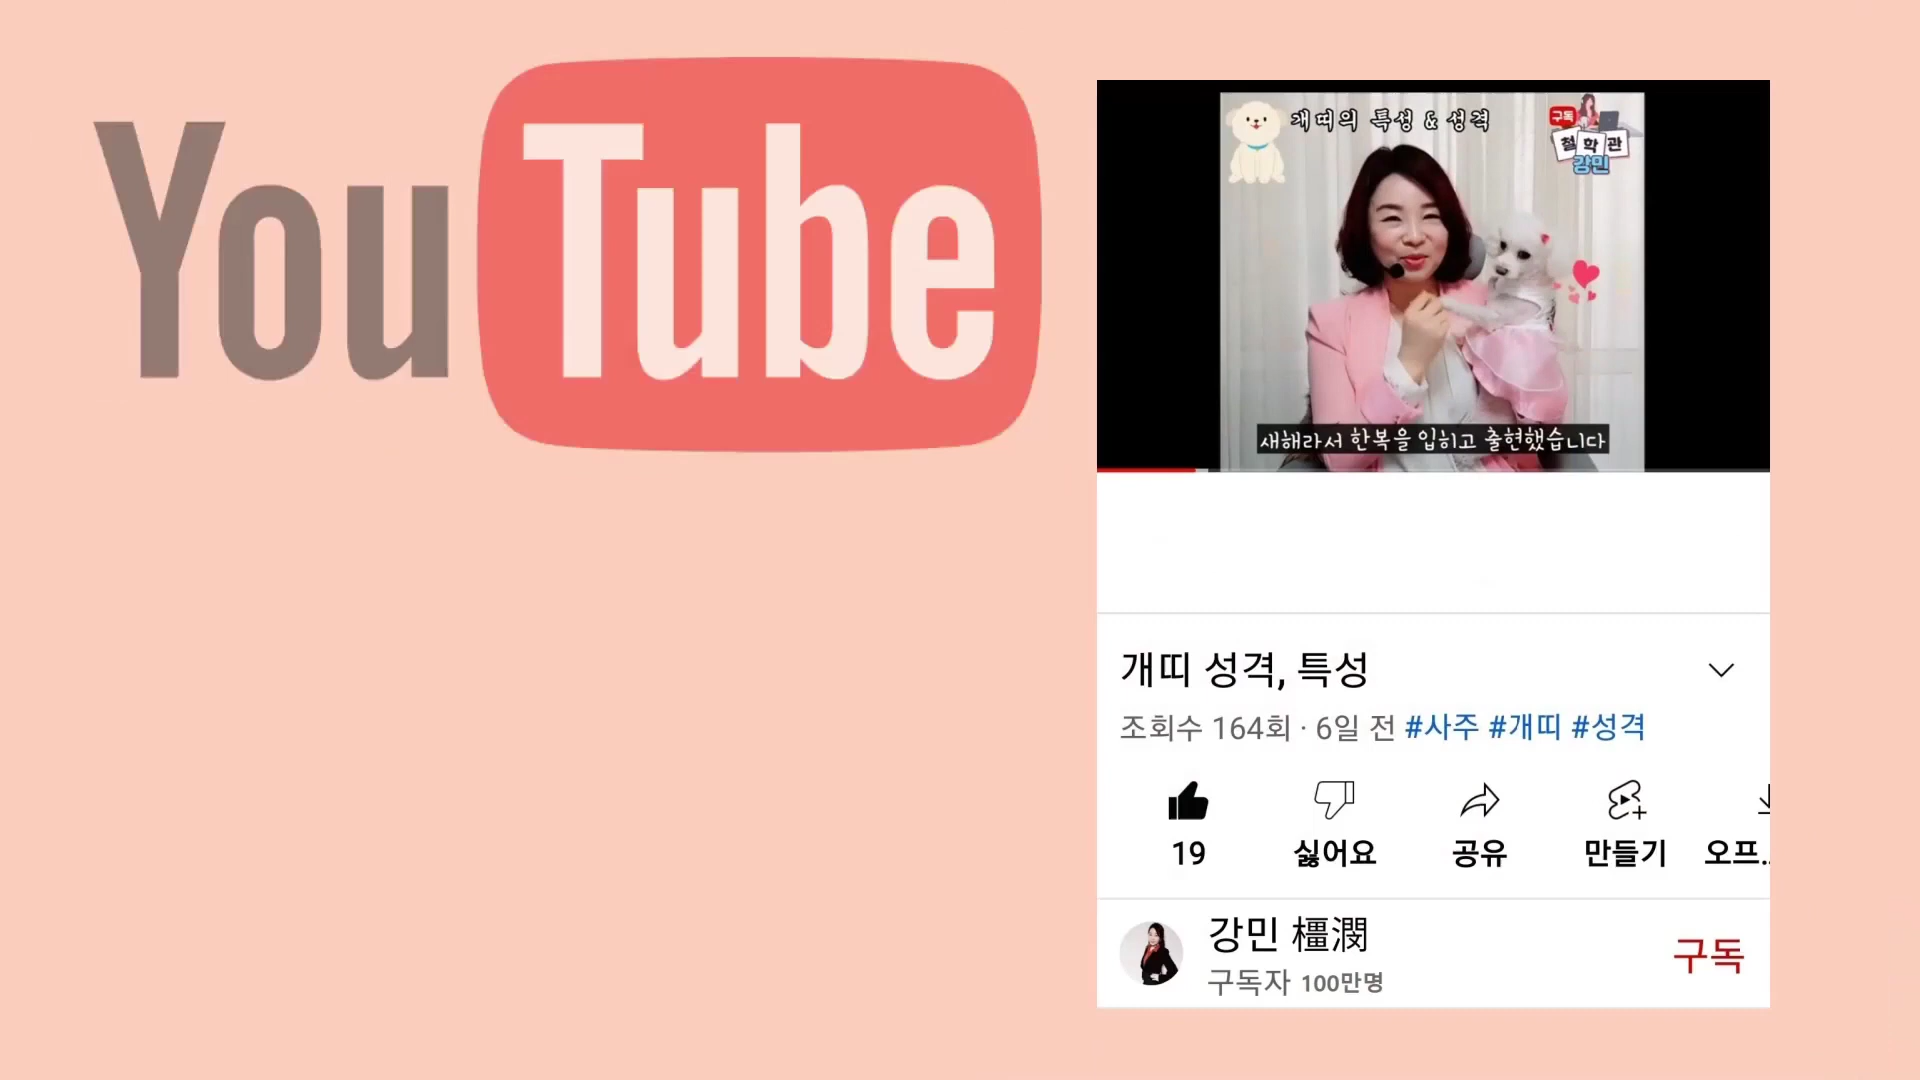 YouTube
개띠의 특성 & 성격
구독
철학관
강민
새해라서 한복을 입히고 출현했습니다
개띠 성격, 특성
조회수 164회 · 6일 전 #사주 #개띠 #성격
19 싫어요 공유 만들기 오프...
강민 橿潤
구독자 100만명
구독